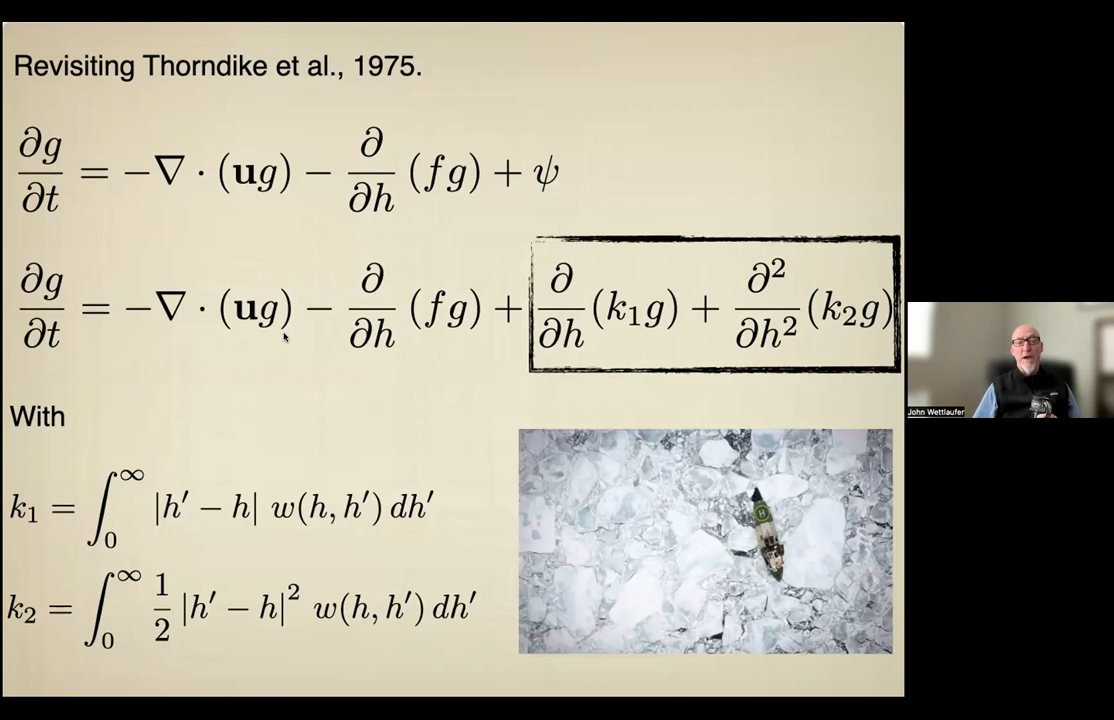 Revisiting Thorndike et al., 1975.
∂g/∂t = −∇ · (ug) − ∂/∂h (fg) + ψ
∂g/∂t = −∇ · (ug) − ∂/∂h (fg) + ∂/∂h (k₁g) + ∂²/∂h² (k₂g)
With
k₁ = ∫₀^∞ |h′ − h| w(h, h′) dh′
k₂ = ∫₀^∞ 1/2 |h′ − h|² w(h, h′) dh′
H
John Wettlaufer